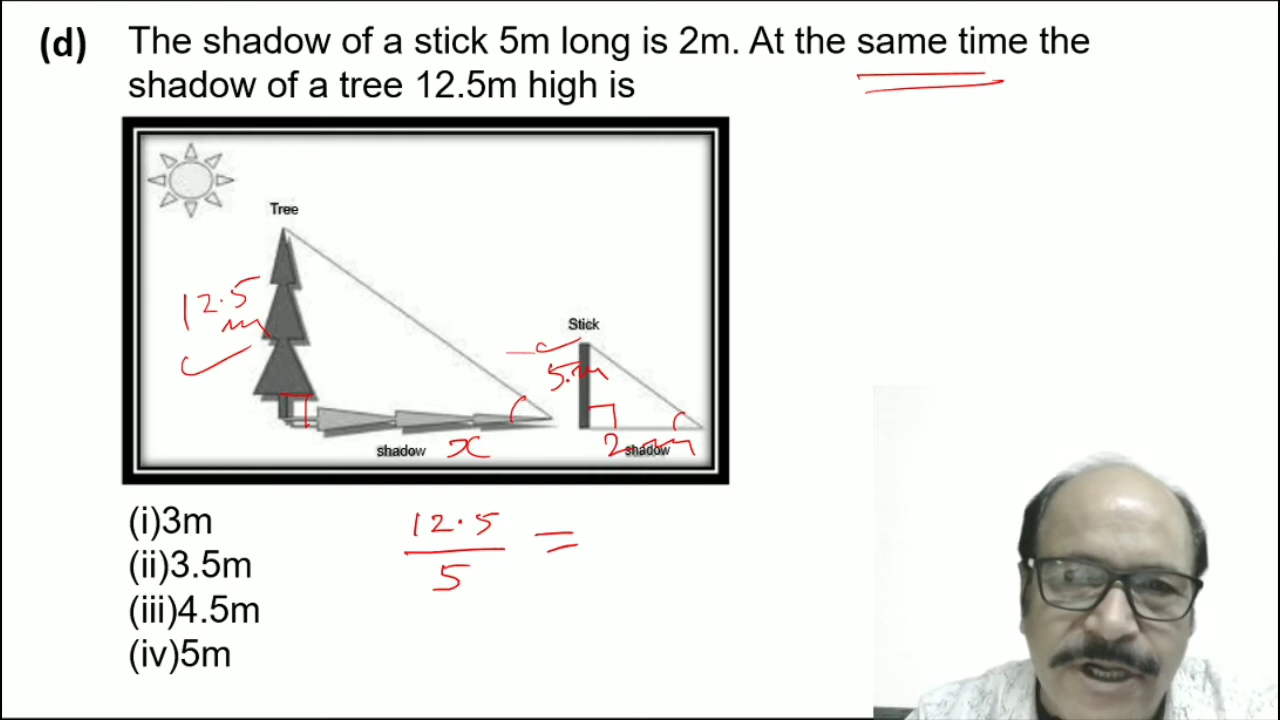 (d) The shadow of a stick 5m long is 2m. At the same time the
shadow of a tree 12.5m high is
Tree
12.5
m
Stick
5m
shadow x
2m
shadow
(i)3m
(ii)3.5m
(iii)4.5m
(iv)5m
12.5
5
=